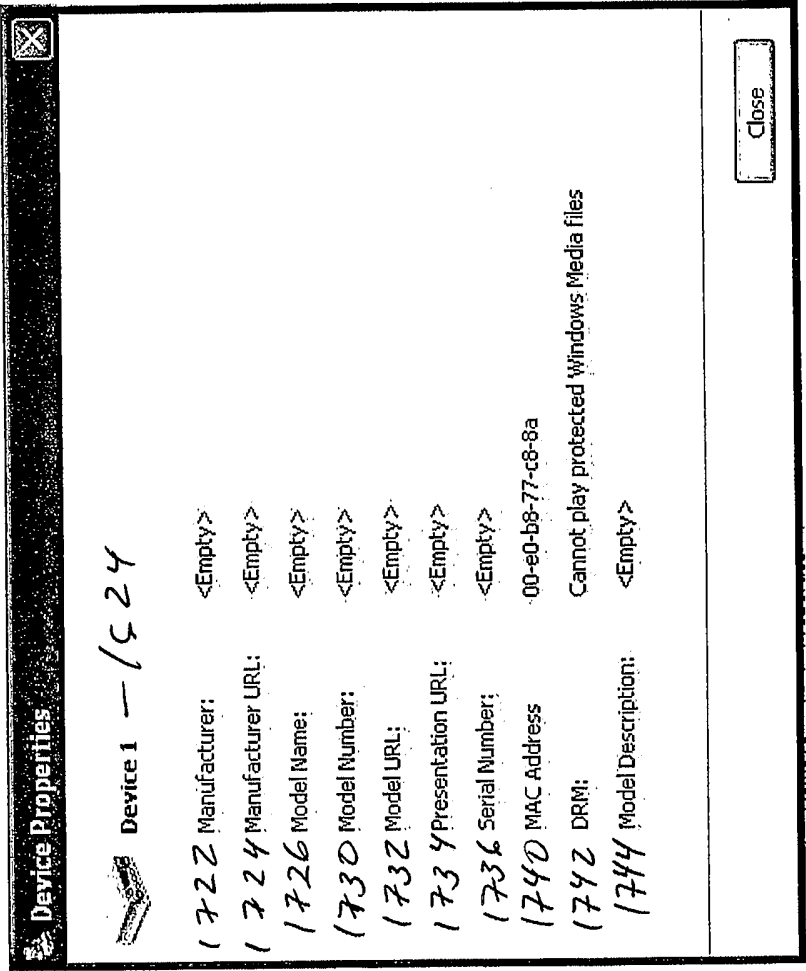 Device Properties
Device 1 — 1624
1722 Manufacturer: <Empty>
1724 Manufacturer URL: <Empty>
1726 Model Name: <Empty>
1730 Model Number: <Empty>
1732 Model URL: <Empty>
1734 Presentation URL: <Empty>
1736 Serial Number: <Empty>
1740 MAC Address 00-e0-b8-77-c8-8a
1742 DRM: Cannot play protected Windows Media files
1744 Model Description: <Empty>
Close